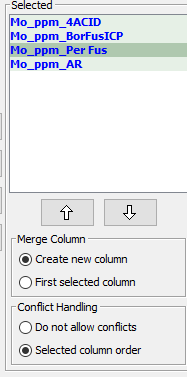 Selected
Mo_ppm_4ACID
Mo_ppm_BorFusICP
Mo_ppm_Per Fus
Mo_ppm_AR
Merge Column
Create new column
First selected column
Conflict Handling
Do not allow conflicts
Selected column order